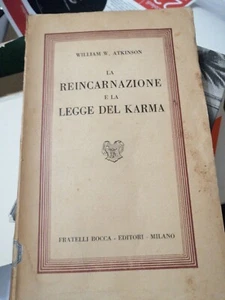 WILLIAM W. ATKINSON
LA
REINCARNAZIONE
E LA
LEGGE DEL KARMA
FRATELLI BOCCA - EDITORI - MILANO